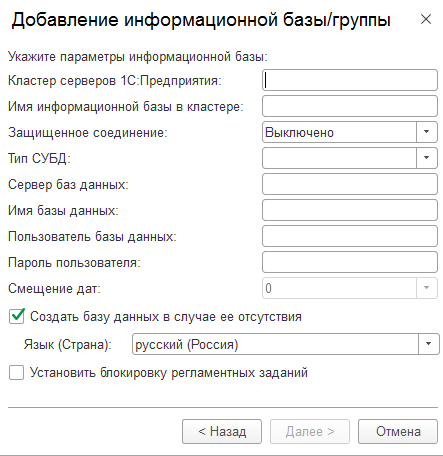 Добавление информационной базы/группы
Укажите параметры информационной базы:
Кластер серверов 1С:Предприятия:
Имя информационной базы в кластере:
Защищенное соединение: Выключено
Тип СУБД:
Сервер баз данных:
Имя базы данных:
Пользователь базы данных:
Пароль пользователя:
Смещение дат: 0
Создать базу данных в случае ее отсутствия
Язык (Страна): русский (Россия)
Установить блокировку регламентных заданий
< Назад Далее > Отмена